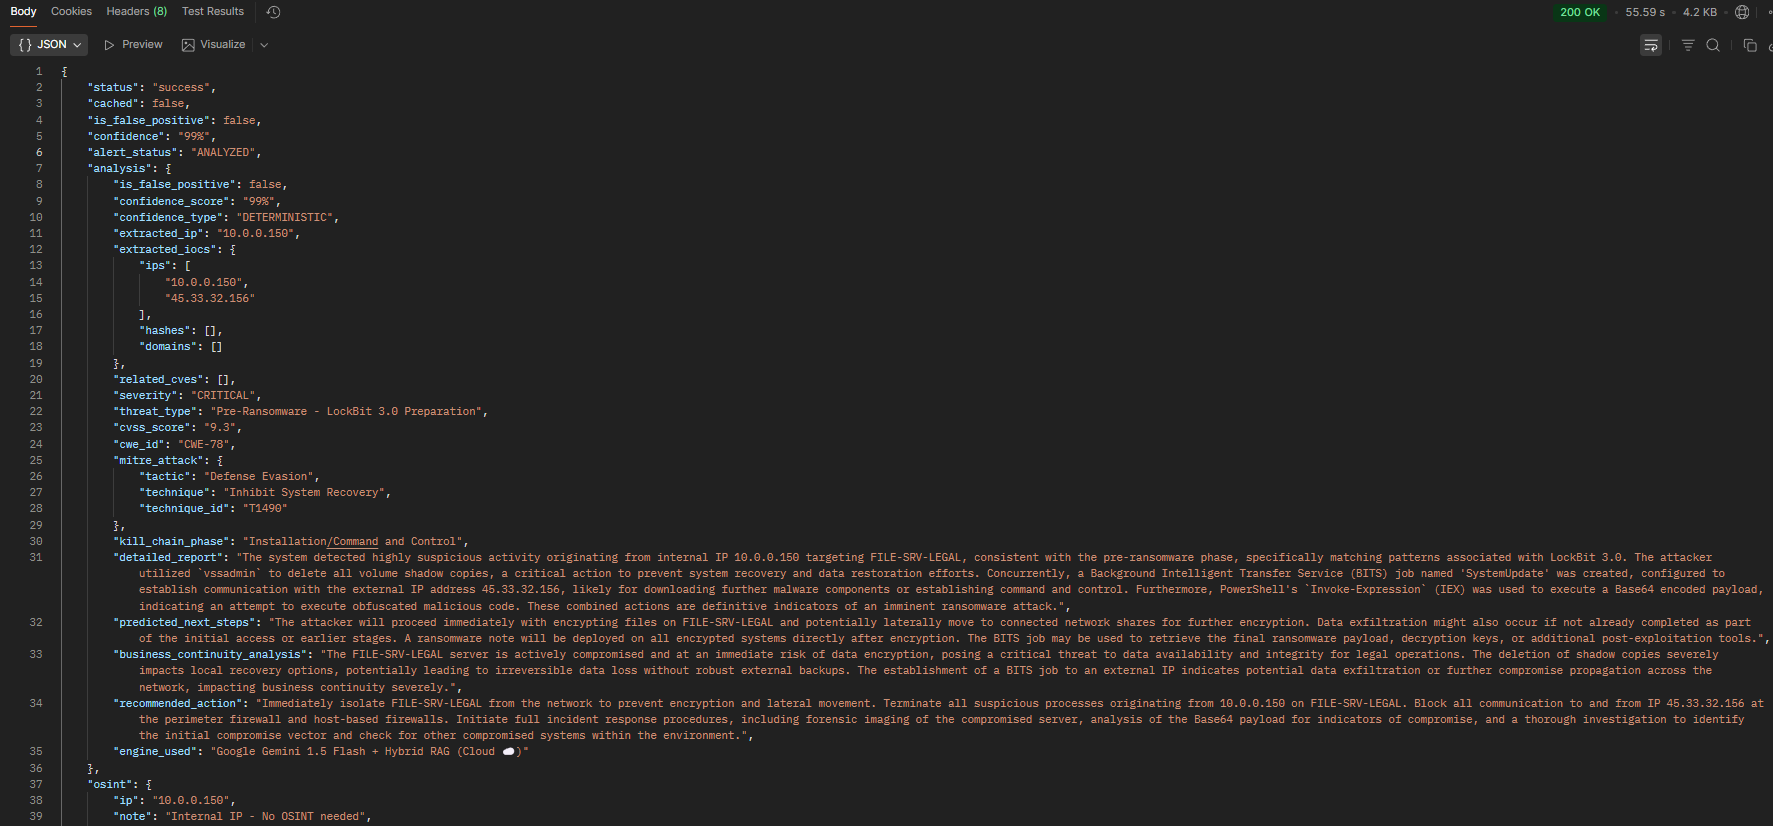 Body Cookies Headers (8) Test Results 200 OK • 55.59 s • 4.2 KB •
{} JSON Preview Visualize
1 {
2 "status": "success",
3 "cached": false,
4 "is_false_positive": false,
5 "confidence": "99%",
6 "alert_status": "ANALYZED",
7 "analysis": {
8 "is_false_positive": false,
9 "confidence_score": "99%",
10 "confidence_type": "DETERMINISTIC",
11 "extracted_ip": "10.0.0.150",
12 "extracted_iocs": {
13 "ips": [
14 "10.0.0.150",
15 "45.33.32.156"
16 ],
17 "hashes": [],
18 "domains": []
19 },
20 "related_cves": [],
21 "severity": "CRITICAL",
22 "threat_type": "Pre-Ransomware - LockBit 3.0 Preparation",
23 "cvss_score": "9.3",
24 "cwe_id": "CWE-78",
25 "mitre_attack": {
26 "tactic": "Defense Evasion",
27 "technique": "Inhibit System Recovery",
28 "technique_id": "T1490"
29 },
30 "kill_chain_phase": "Installation/Command and Control",
31 "detailed_report": "The system detected highly suspicious activity originating from internal IP 10.0.0.150 targeting FILE-SRV-LEGAL, consistent with the pre-ransomware phase, specifically matching patterns associated with LockBit 3.0. The attacker
utilized `vssadmin` to delete all volume shadow copies, a critical action to prevent system recovery and data restoration efforts. Concurrently, a Background Intelligent Transfer Service (BITS) job named 'SystemUpdate' was created, configured to
establish communication with the external IP address 45.33.32.156, likely for downloading further malware components or establishing command and control. Furthermore, PowerShell's `Invoke-Expression` (IEX) was used to execute a Base64 encoded payload,
indicating an attempt to execute obfuscated malicious code. These combined actions are definitive indicators of an imminent ransomware attack.",
32 "predicted_next_steps": "The attacker will proceed immediately with encrypting files on FILE-SRV-LEGAL and potentially laterally move to connected network shares for further encryption. Data exfiltration might also occur if not already completed as part
of the initial access or earlier stages. A ransomware note will be deployed on all encrypted systems directly after encryption. The BITS job may be used to retrieve the final ransomware payload, decryption keys, or additional post-exploitation tools.",
33 "business_continuity_analysis": "The FILE-SRV-LEGAL server is actively compromised and at an immediate risk of data encryption, posing a critical threat to data availability and integrity for legal operations. The deletion of shadow copies severely
impacts local recovery options, potentially leading to irreversible data loss without robust external backups. The establishment of a BITS job to an external IP indicates potential data exfiltration or further compromise propagation across the
network, impacting business continuity severely.",
34 "recommended_action": "Immediately isolate FILE-SRV-LEGAL from the network to prevent encryption and lateral movement. Terminate all suspicious processes originating from 10.0.0.150 on FILE-SRV-LEGAL. Block all communication to and from IP 45.33.32.156 at
the perimeter firewall and host-based firewalls. Initiate full incident response procedures, including forensic imaging of the compromised server, analysis of the Base64 payload for indicators of compromise, and a thorough investigation to identify
the initial compromise vector and check for other compromised systems within the environment.",
35 "engine_used": "Google Gemini 1.5 Flash + Hybrid RAG (Cloud ☁️)"
36 },
37 "osint": {
38 "ip": "10.0.0.150",
39 "note": "Internal IP - No OSINT needed",